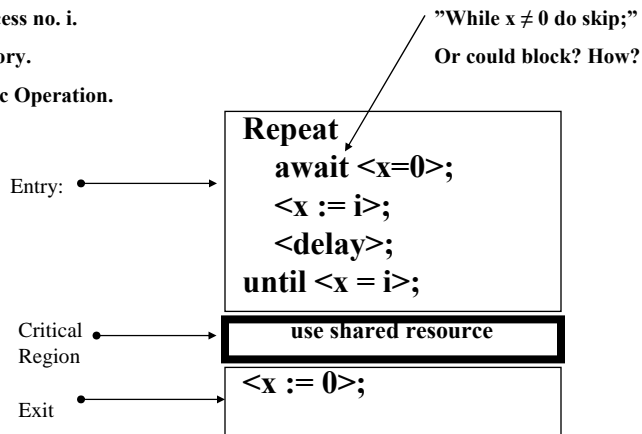 ess no. i.
ory.
c Operation.
”While x ≠ 0 do skip;”
Or could block? How?
Entry:
Repeat
await <x=0>;
<x := i>;
<delay>;
until <x = i>;
Critical
Region
use shared resource
Exit
<x := 0>;